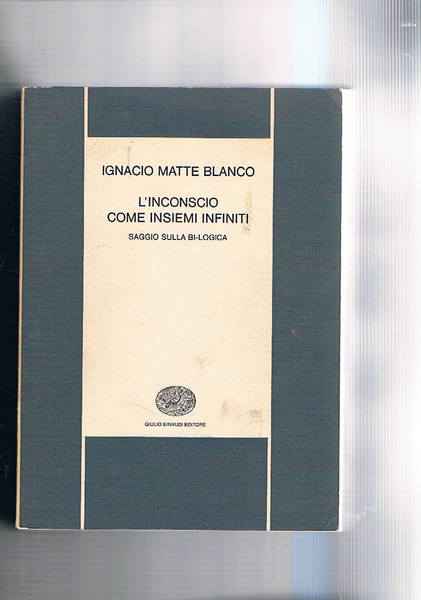 IGNACIO MATTE BLANCO
L'INCONSCIO
COME INSIEMI INFINITI
SAGGIO SULLA BI-LOGICA
GIULIO EINAUDI EDITORE